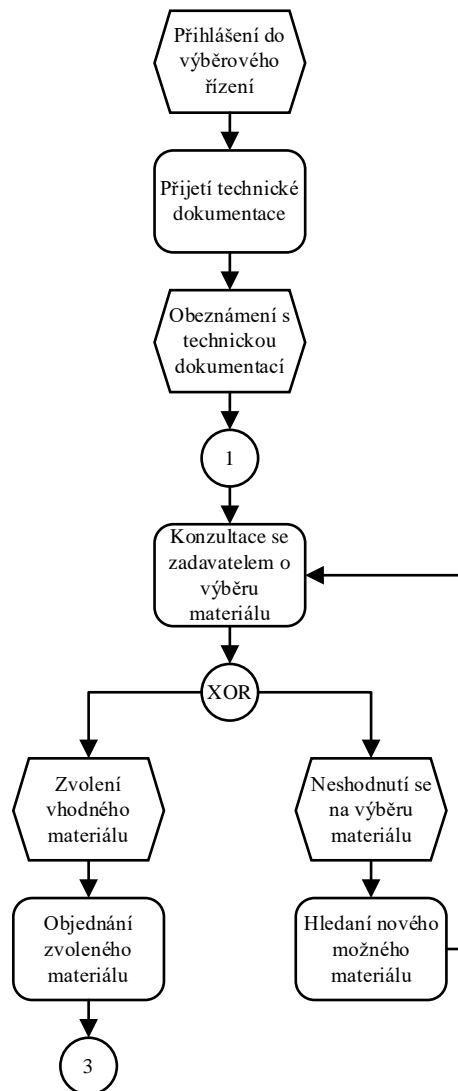 Přihlášení do
výběrového
řízení
Přijetí technické
dokumentace
Obeznámení s
technickou
dokumentací
1
Konzultace se
zadavatelem o
výběru
materiálu
XOR
Zvolení
vhodného
materiálu
Neshodnutí se
na výběru
materiálu
Objednání
zvoleného
materiálu
Hledaní nového
možného
materiálu
3